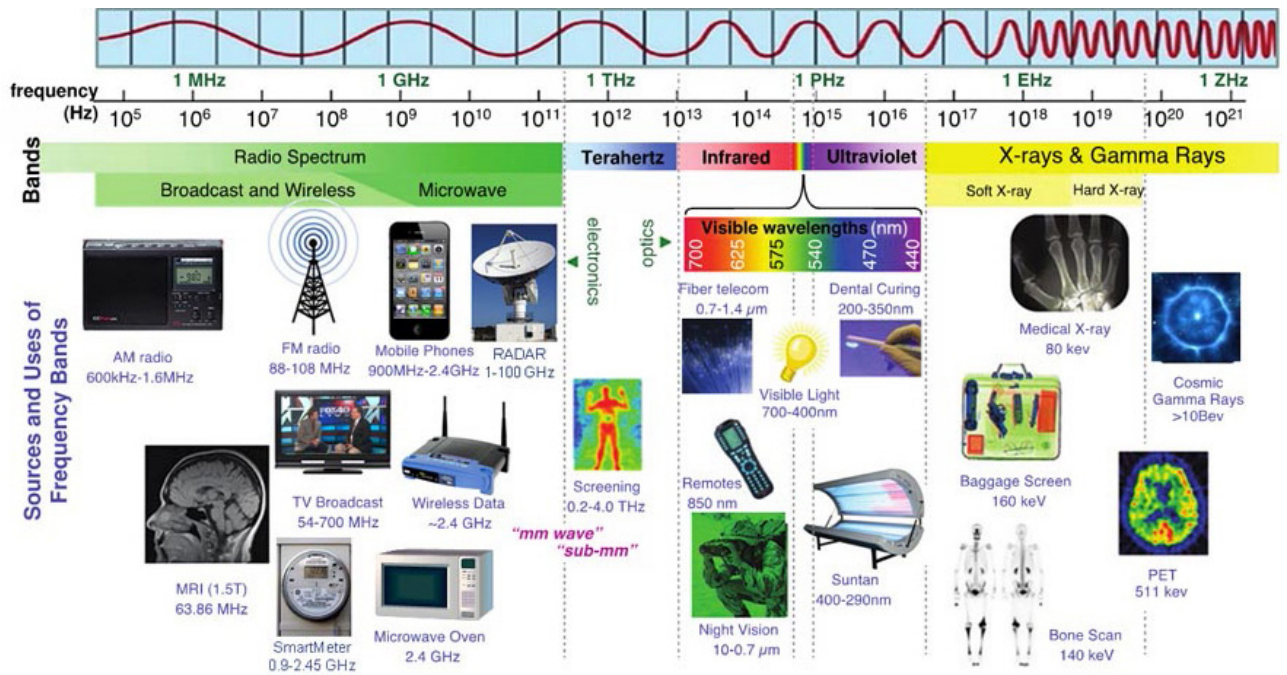 1 MHz 1 GHz 1 THz 1 PHz 1 EHz 1 ZHz
frequency
(Hz)
10⁵ 10⁶ 10⁷ 10⁸ 10⁹ 10¹⁰ 10¹¹ 10¹² 10¹³ 10¹⁴ 10¹⁵ 10¹⁶ 10¹⁷ 10¹⁸ 10¹⁹ 10²⁰ 10²¹
Bands
Radio Spectrum
Terahertz
Infrared
Ultraviolet
X-rays & Gamma Rays
Broadcast and Wireless
Microwave
Soft X-ray
Hard X-ray
electronics
optics
Visible wavelengths (nm)
700 625 575 540 470 440
Sources and Uses of
Frequency Bands
AM radio
600kHz-1.6MHz
FM radio
88-108 MHz
Mobile Phones
900MHz-2.4GHz
RADAR
1-100 GHz
Fiber telecom
0.7-1.4 µm
Dental Curing
200-350nm
Visible Light
700-400nm
Medical X-ray
80 kev
Cosmic
Gamma Rays
>10Bev
TV Broadcast
54-700 MHz
Wireless Data
~2.4 GHz
Screening
0.2-4.0 THz
"mm wave"
"sub-mm"
Remotes
850 nm
Baggage Screen
160 keV
MRI (1.5T)
63.86 MHz
SmartMeter
0.9-2.45 GHz
Microwave Oven
2.4 GHz
Night Vision
10-0.7 µm
Suntan
400-290nm
PET
511 kev
Bone Scan
140 keV